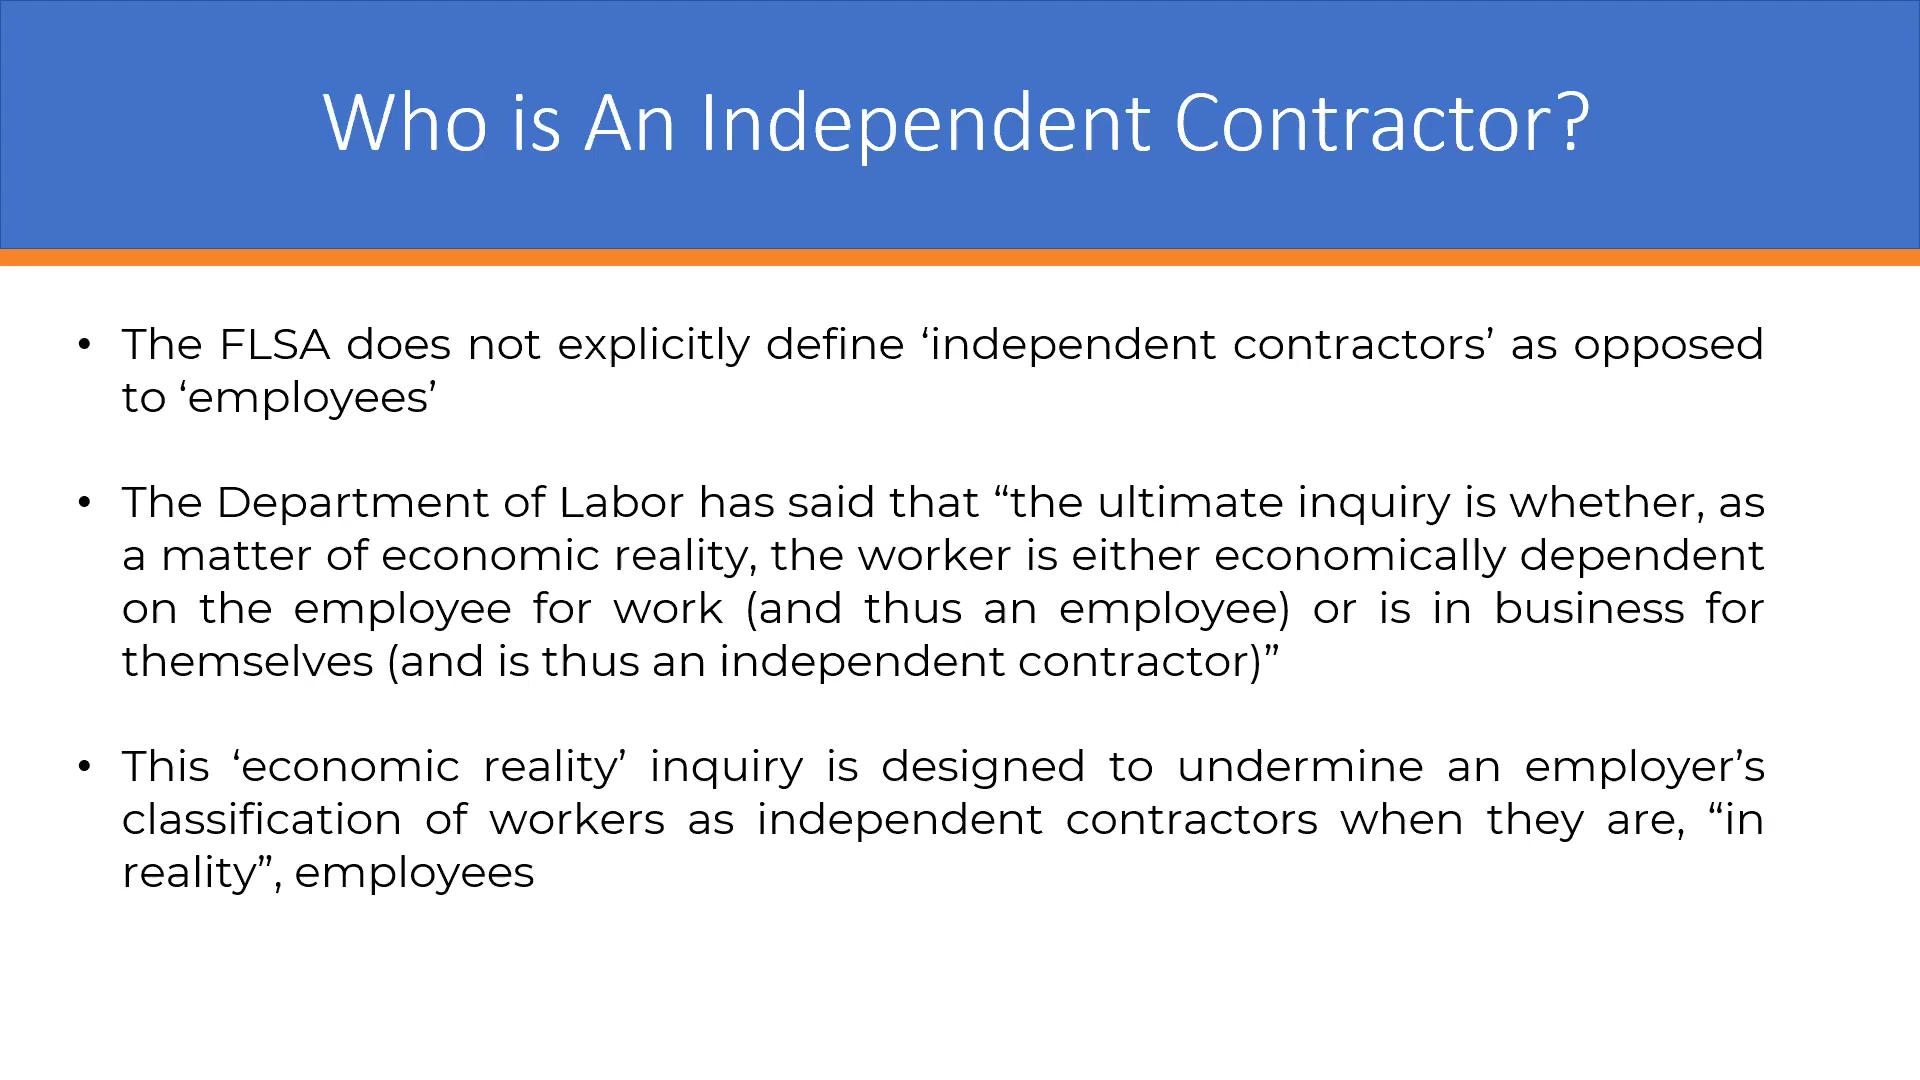 Who is An Independent Contractor?
• The FLSA does not explicitly define ‘independent contractors’ as opposed
to ‘employees’
• The Department of Labor has said that “the ultimate inquiry is whether, as
a matter of economic reality, the worker is either economically dependent
on the employee for work (and thus an employee) or is in business for
themselves (and is thus an independent contractor)”
• This ‘economic reality’ inquiry is designed to undermine an employer’s
classification of workers as independent contractors when they are, “in
reality”, employees